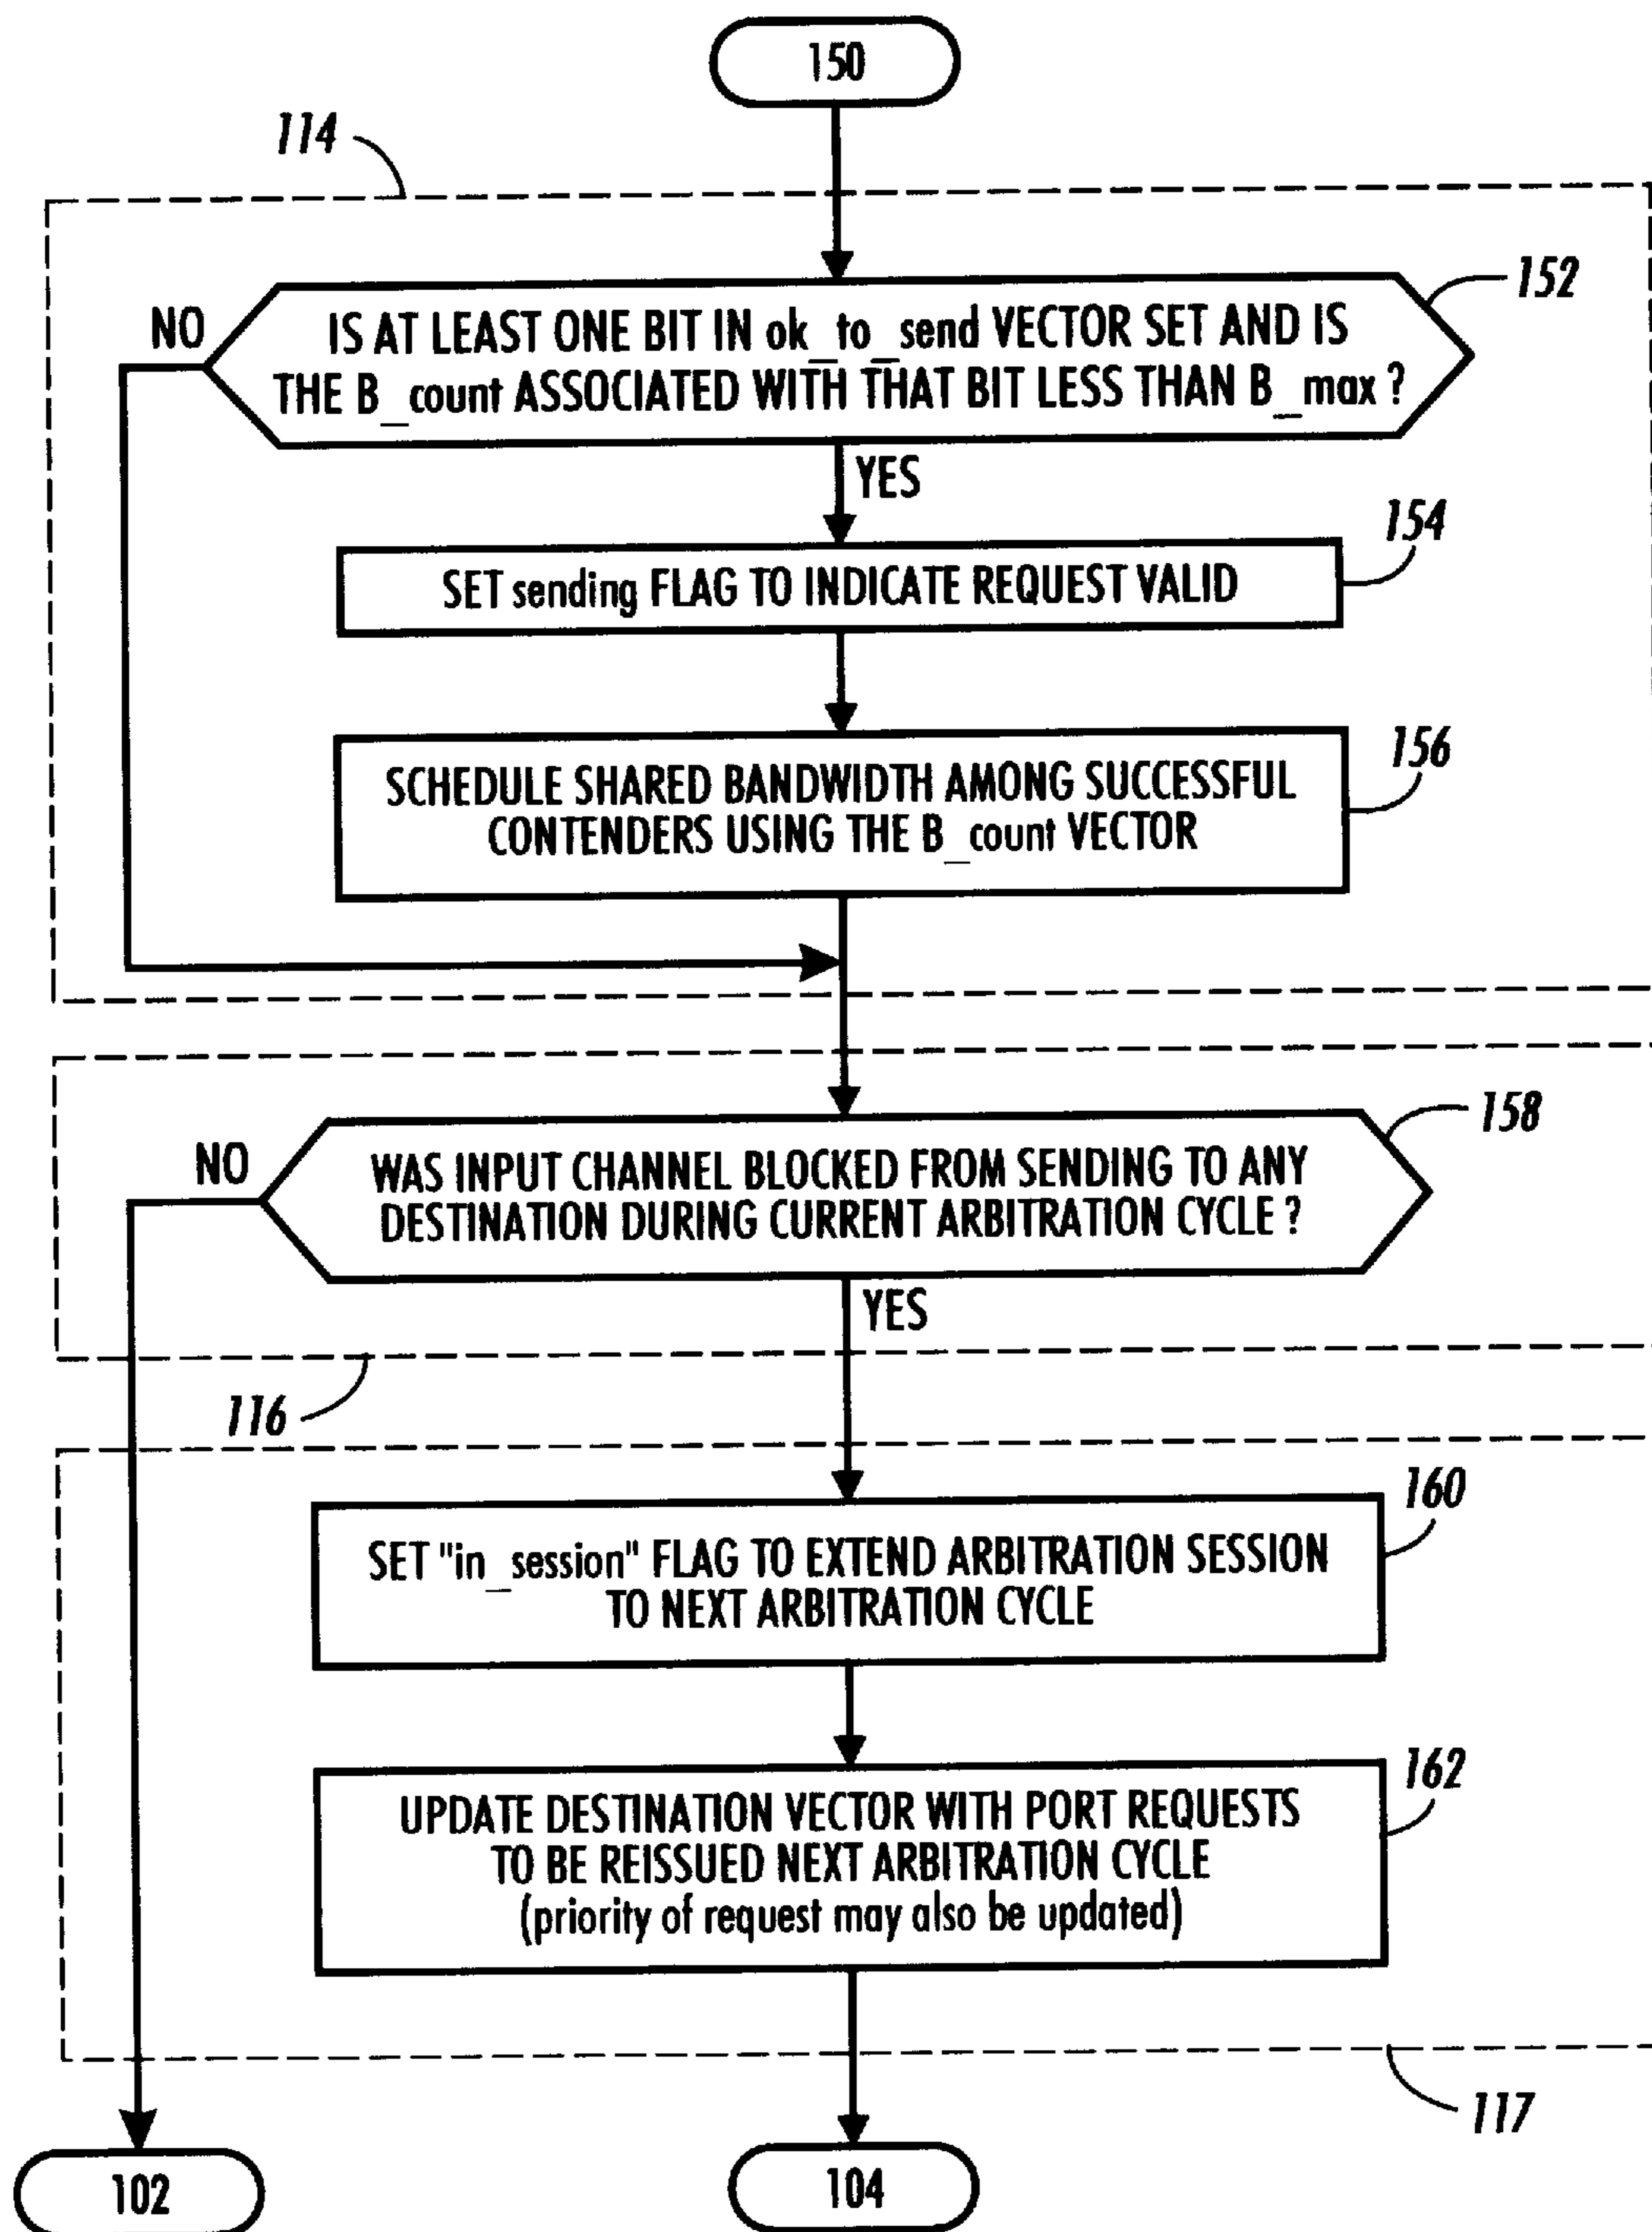 150
114
152
NO
IS AT LEAST ONE BIT IN ok_to_send VECTOR SET AND IS
THE B_count ASSOCIATED WITH THAT BIT LESS THAN B_max ?
YES
154
SET sending FLAG TO INDICATE REQUEST VALID
156
SCHEDULE SHARED BANDWIDTH AMONG SUCCESSFUL
CONTENDERS USING THE B_count VECTOR
158
NO
WAS INPUT CHANNEL BLOCKED FROM SENDING TO ANY
DESTINATION DURING CURRENT ARBITRATION CYCLE ?
YES
116
160
SET "in_session" FLAG TO EXTEND ARBITRATION SESSION
TO NEXT ARBITRATION CYCLE
162
UPDATE DESTINATION VECTOR WITH PORT REQUESTS
TO BE REISSUED NEXT ARBITRATION CYCLE
(priority of request may also be updated)
117
102
104